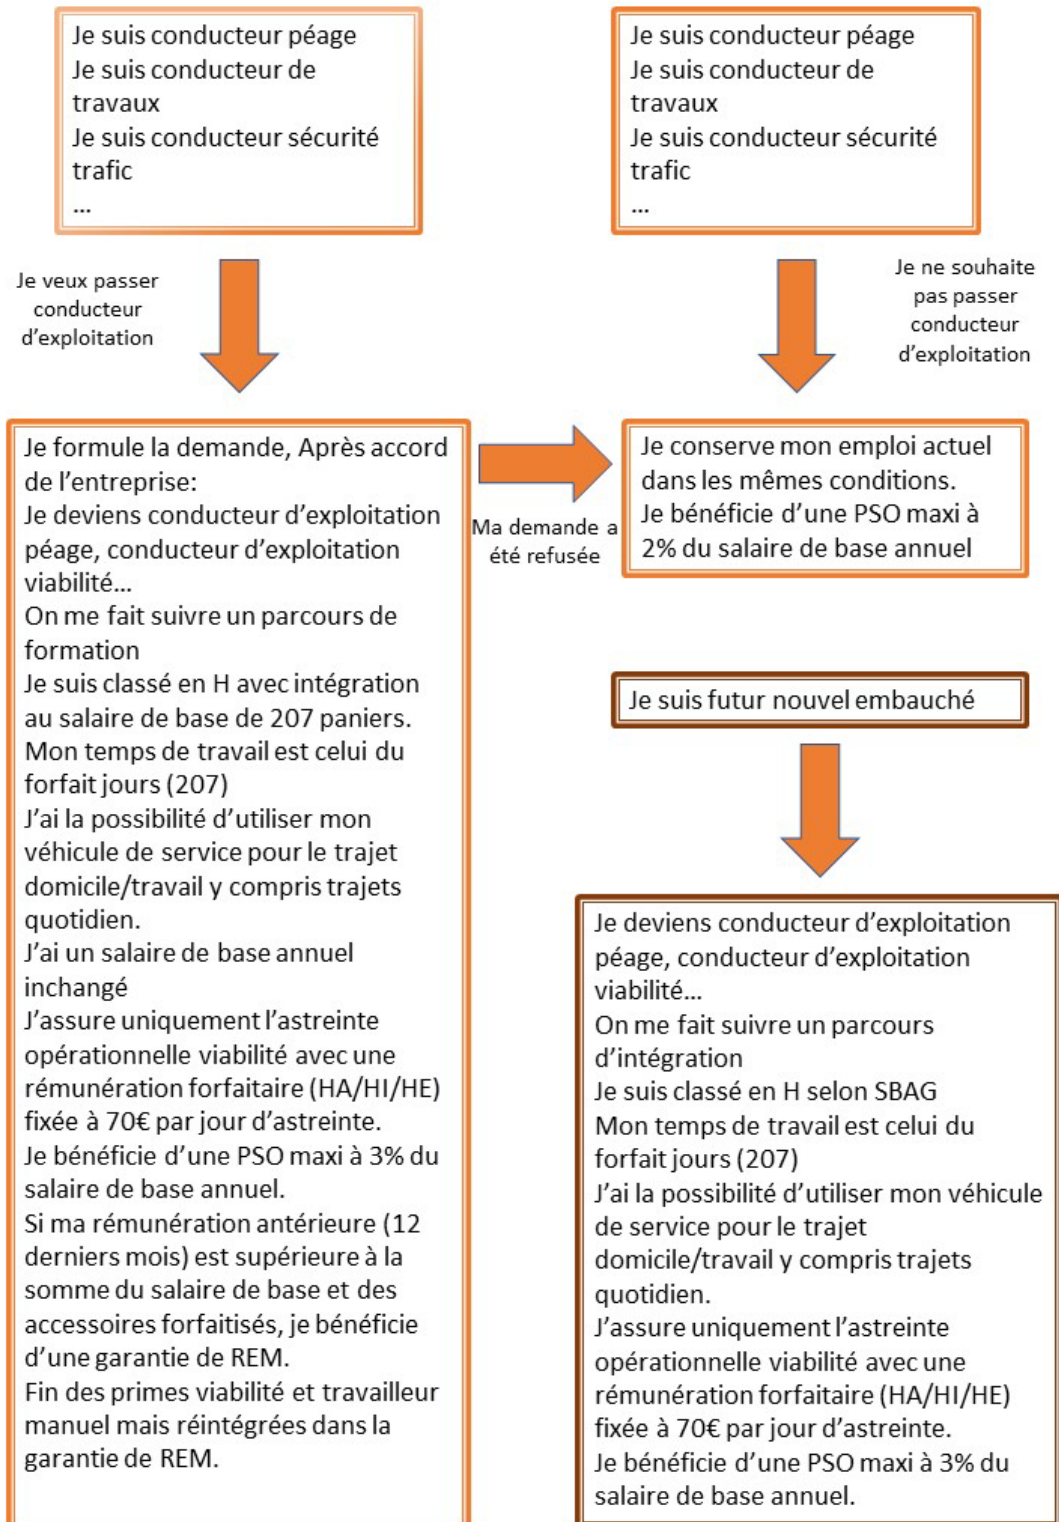 Je suis conducteur péage
Je suis conducteur de
travaux
Je suis conducteur sécurité
trafic
...
Je suis conducteur péage
Je suis conducteur de
travaux
Je suis conducteur sécurité
trafic
...
Je veux passer
conducteur
d'exploitation
Je ne souhaite
pas passer
conducteur
d'exploitation
Je formule la demande, Après accord
de l'entreprise:
Je deviens conducteur d'exploitation
péage, conducteur d'exploitation
viabilité...
On me fait suivre un parcours de
formation
Je suis classé en H avec intégration
au salaire de base de 207 paniers.
Mon temps de travail est celui du
forfait jours (207)
J'ai la possibilité d'utiliser mon
véhicule de service pour le trajet
domicile/travail y compris trajets
quotidien.
J'ai un salaire de base annuel
inchangé
J'assure uniquement l'astreinte
opérationnelle viabilité avec une
rémunération forfaitaire (HA/HI/HE)
fixée à 70€ par jour d'astreinte.
Je bénéficie d'une PSO maxi à 3% du
salaire de base annuel.
Si ma rémunération antérieure (12
derniers mois) est supérieure à la
somme du salaire de base et des
accessoires forfaitisés, je bénéficie
d'une garantie de REM.
Fin des primes viabilité et travailleur
manuel mais réintégrées dans la
garantie de REM.
Ma demande a
été refusée
Je conserve mon emploi actuel
dans les mêmes conditions.
Je bénéficie d'une PSO maxi à
2% du salaire de base annuel
Je suis futur nouvel embauché
Je deviens conducteur d'exploitation
péage, conducteur d'exploitation
viabilité...
On me fait suivre un parcours
d'intégration
Je suis classé en H selon SBAG
Mon temps de travail est celui du
forfait jours (207)
J'ai la possibilité d'utiliser mon véhicule
de service pour le trajet
domicile/travail y compris trajets
quotidien.
J'assure uniquement l'astreinte
opérationnelle viabilité avec une
rémunération forfaitaire (HA/HI/HE)
fixée à 70€ par jour d'astreinte.
Je bénéficie d'une PSO maxi à 3% du
salaire de base annuel.